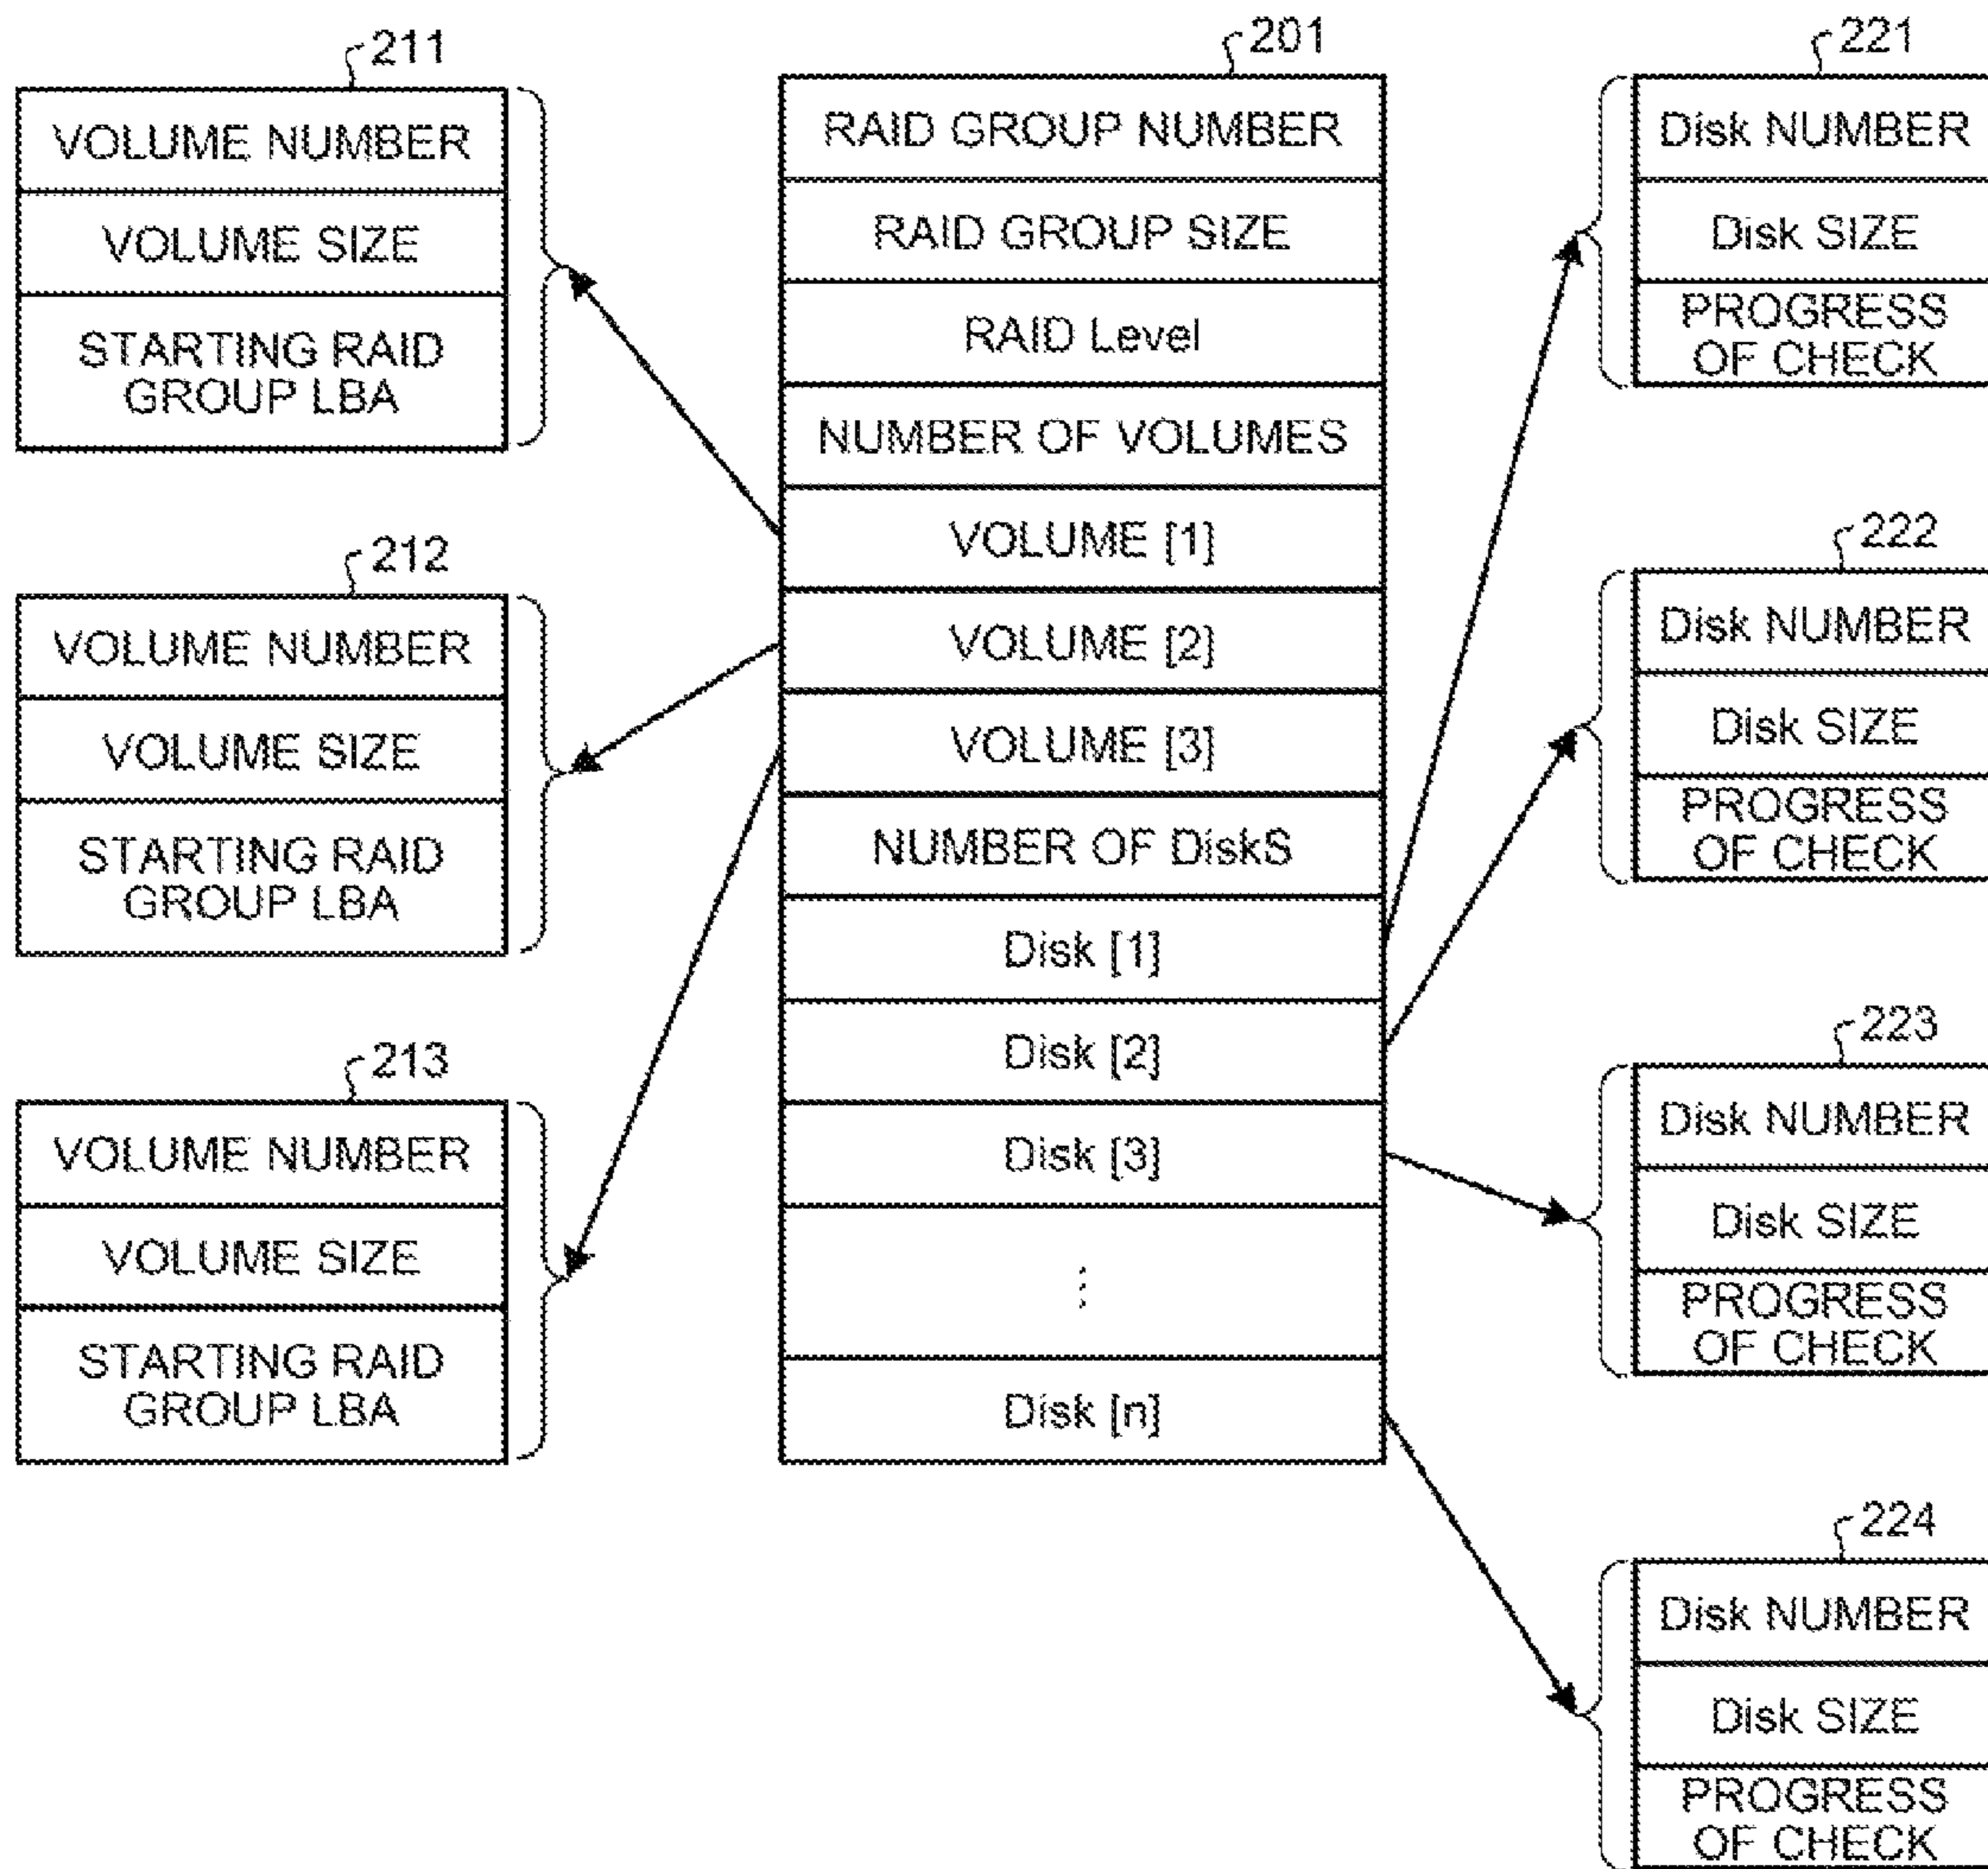 211
VOLUME NUMBER
VOLUME SIZE
STARTING RAID
GROUP LBA
212
VOLUME NUMBER
VOLUME SIZE
STARTING RAID
GROUP LBA
213
VOLUME NUMBER
VOLUME SIZE
STARTING RAID
GROUP LBA
201
RAID GROUP NUMBER
RAID GROUP SIZE
RAID Level
NUMBER OF VOLUMES
VOLUME [1]
VOLUME [2]
VOLUME [3]
NUMBER OF DiskS
Disk [1]
Disk [2]
Disk [3]
⋮
Disk [n]
221
Disk NUMBER
Disk SIZE
PROGRESS
OF CHECK
222
Disk NUMBER
Disk SIZE
PROGRESS
OF CHECK
223
Disk NUMBER
Disk SIZE
PROGRESS
OF CHECK
224
Disk NUMBER
Disk SIZE
PROGRESS
OF CHECK